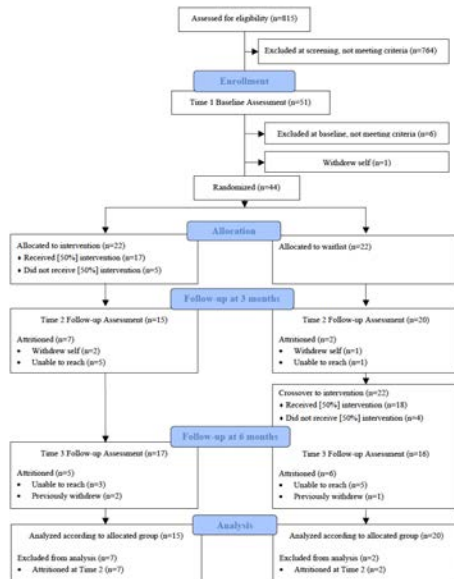 Assessed for eligibility (n=815)
Excluded at screening, not meeting criteria (n=764)
Enrollment
Time 1 Baseline Assessment (n=51)
Excluded at baseline, not meeting criteria (n=6)
Withdrew self (n=1)
Randomized (n=44)
Allocation
Allocated to intervention (n=22)
♦ Received [50%] intervention (n=17)
♦ Did not receive [50%] intervention (n=5)
Allocated to waitlist (n=22)
Follow-up at 3 months
Time 2 Follow-up Assessment (n=15)
Attritioned (n=7)
• Withdrew self (n=2)
• Unable to reach (n=5)
Time 2 Follow-up Assessment (n=20)
Attritioned (n=2)
• Withdrew self (n=1)
• Unable to reach (n=1)
Crossover to intervention (n=22)
♦ Received [50%] intervention (n=18)
♦ Did not receive [50%] intervention (n=4)
Follow-up at 6 months
Time 3 Follow-up Assessment (n=17)
Attritioned (n=5)
• Unable to reach (n=3)
• Previously withdrew (n=2)
Time 3 Follow-up Assessment (n=16)
Attritioned (n=6)
• Unable to reach (n=5)
• Previously withdrew (n=1)
Analysis
Analyzed according to allocated group (n=15)
Excluded from analysis (n=7)
• Attritioned at Time 2 (n=7)
Analyzed according to allocated group (n=20)
Excluded from analysis (n=2)
• Attritioned at Time 2 (n=2)